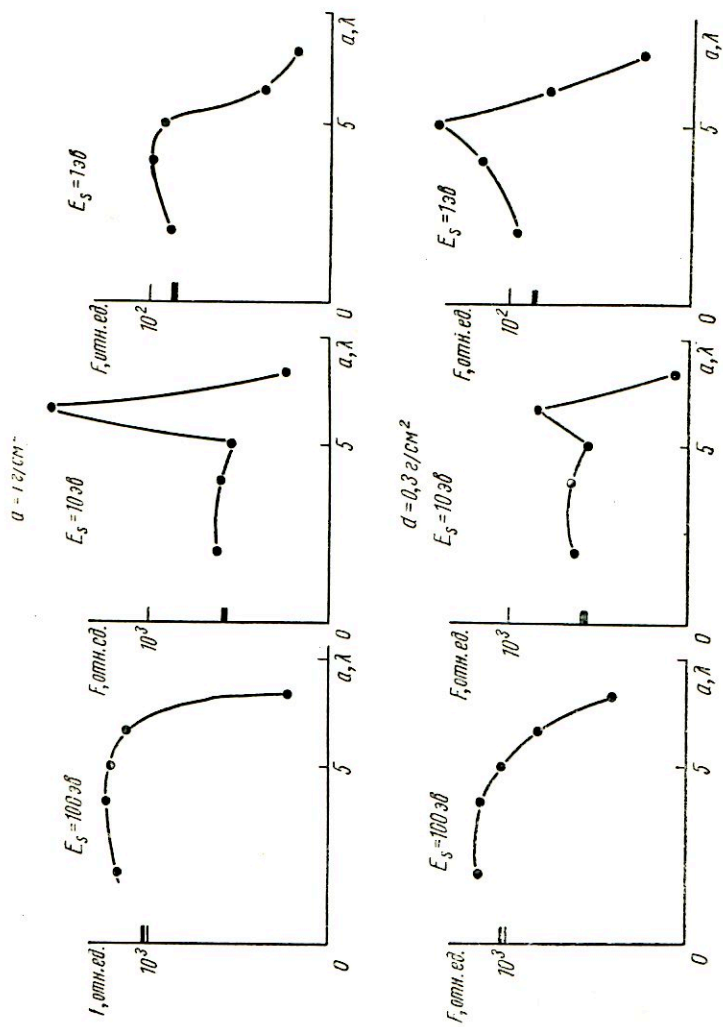 d = 1 г/см²
F, отн.ед.
E_s = 100 эв
10³
0
5
a, λ
F, отн.ед.
E_s = 10 эв
10³
0
5
a, λ
F, отн.ед.
E_s = 1 эв
10²
0
5
a, λ
d = 0,3 г/см²
F, отн.ед.
E_s = 100 эв
10³
0
5
a, λ
F, отн.ед.
E_s = 10 эв
10³
0
5
a, λ
F, отн.ед.
E_s = 1 эв
10²
0
5
a, λ